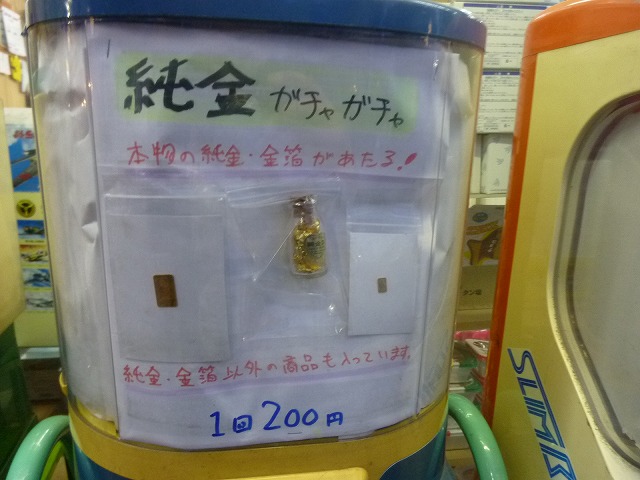 純金 ガチャガチャ
本物の純金・金箔があたる!
純金・金箔以外の商品も入っています。
1回200円
SLIMB